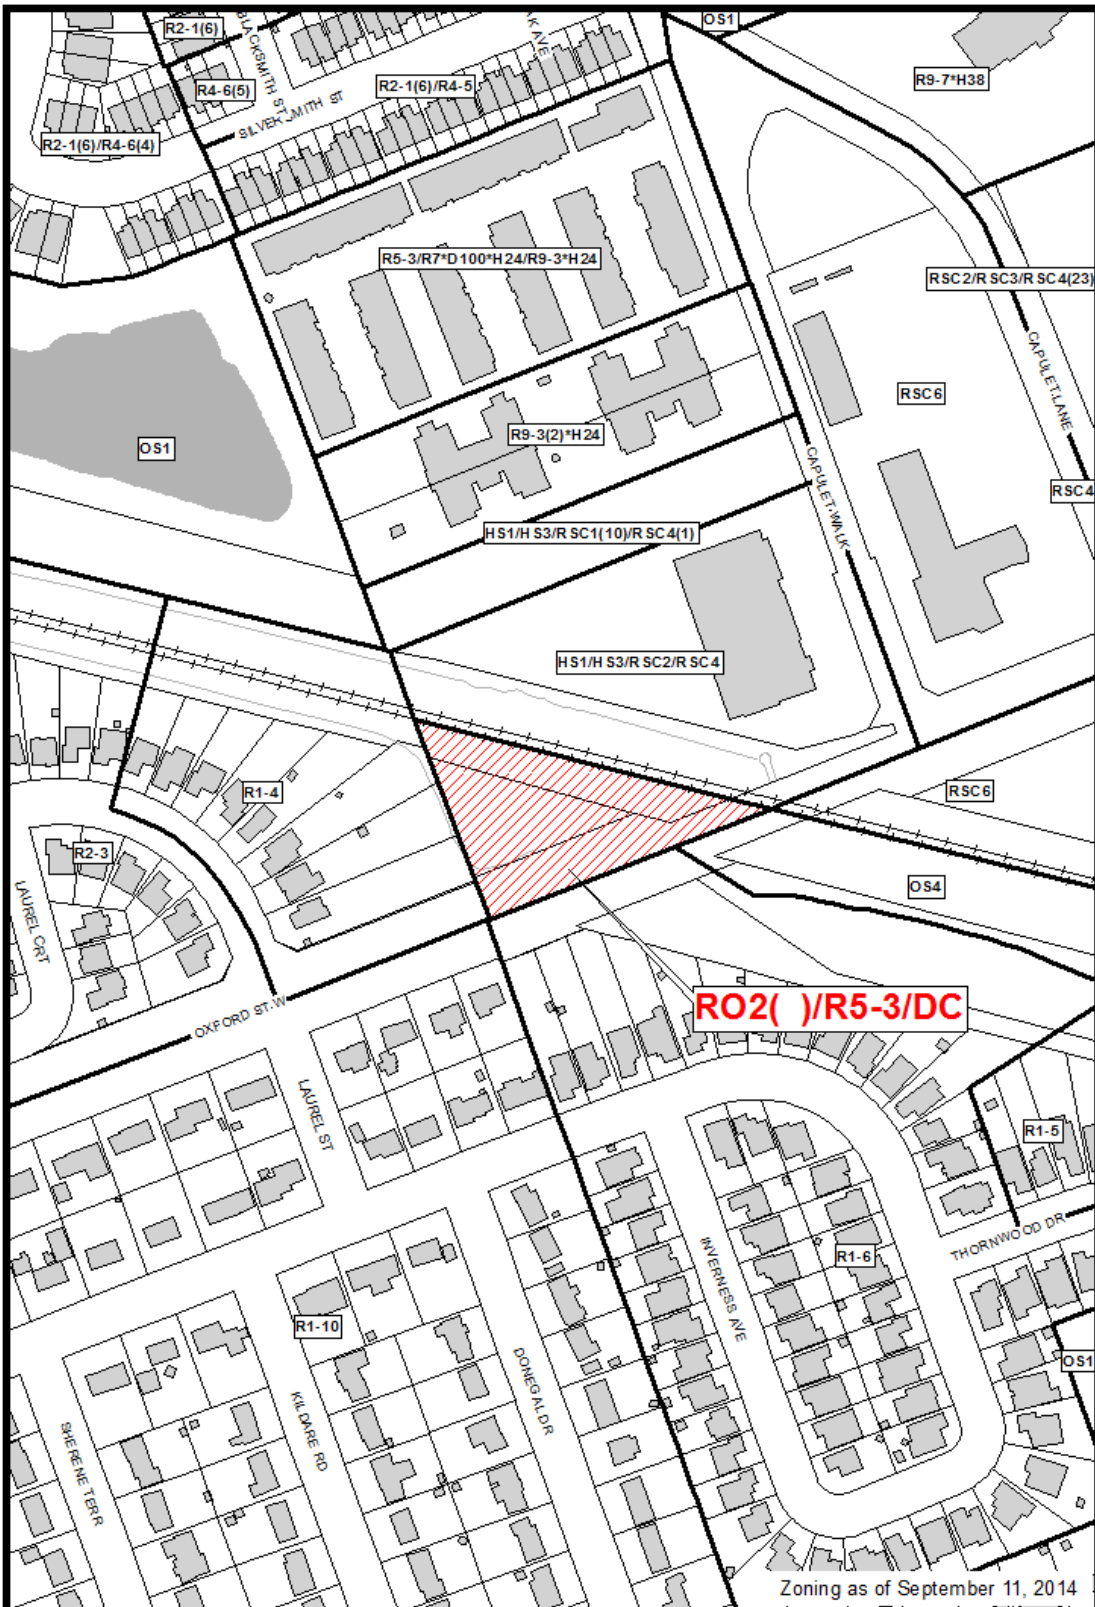 OS1
R2-1(6)
BLACKSMITH ST
AK AVE
R9-7*H38
R4-6(5)
R2-1(6)/R4-5
SILVERSMITH ST
R2-1(6)/R4-6(4)
R5-3/R7*D100*H24/R9-3*H24
RSC2/RSC3/RSC4(23)
CAPULET LANE
RSC6
OS1
R9-3(2)*H24
CAPULET WALK
RSC4
HS1/HS3/RSC1(10)/RSC4(1)
HS1/HS3/RSC2/RSC4
R1-4
RSC6
R2-3
OS4
LAUREL CRT
OXFORD ST. W
RO2( )/R5-3/DC
LAUREL ST
R1-5
THORNWOOD DR
INVERNESS AVE
R1-6
R1-10
OS1
DONEGAL DR
KILDARE RD
SHERENE TERR
Zoning as of September 11, 2014